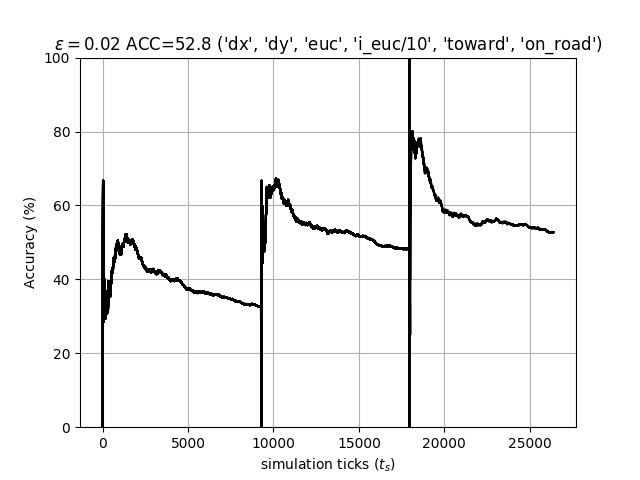 ε = 0.02 ACC=52.8 ('dx', 'dy', 'euc', 'i_euc/10', 'toward', 'on_road')
100
80
60
40
20
0
Accuracy (%)
0 5000 10000 15000 20000 25000
simulation ticks (tₛ)